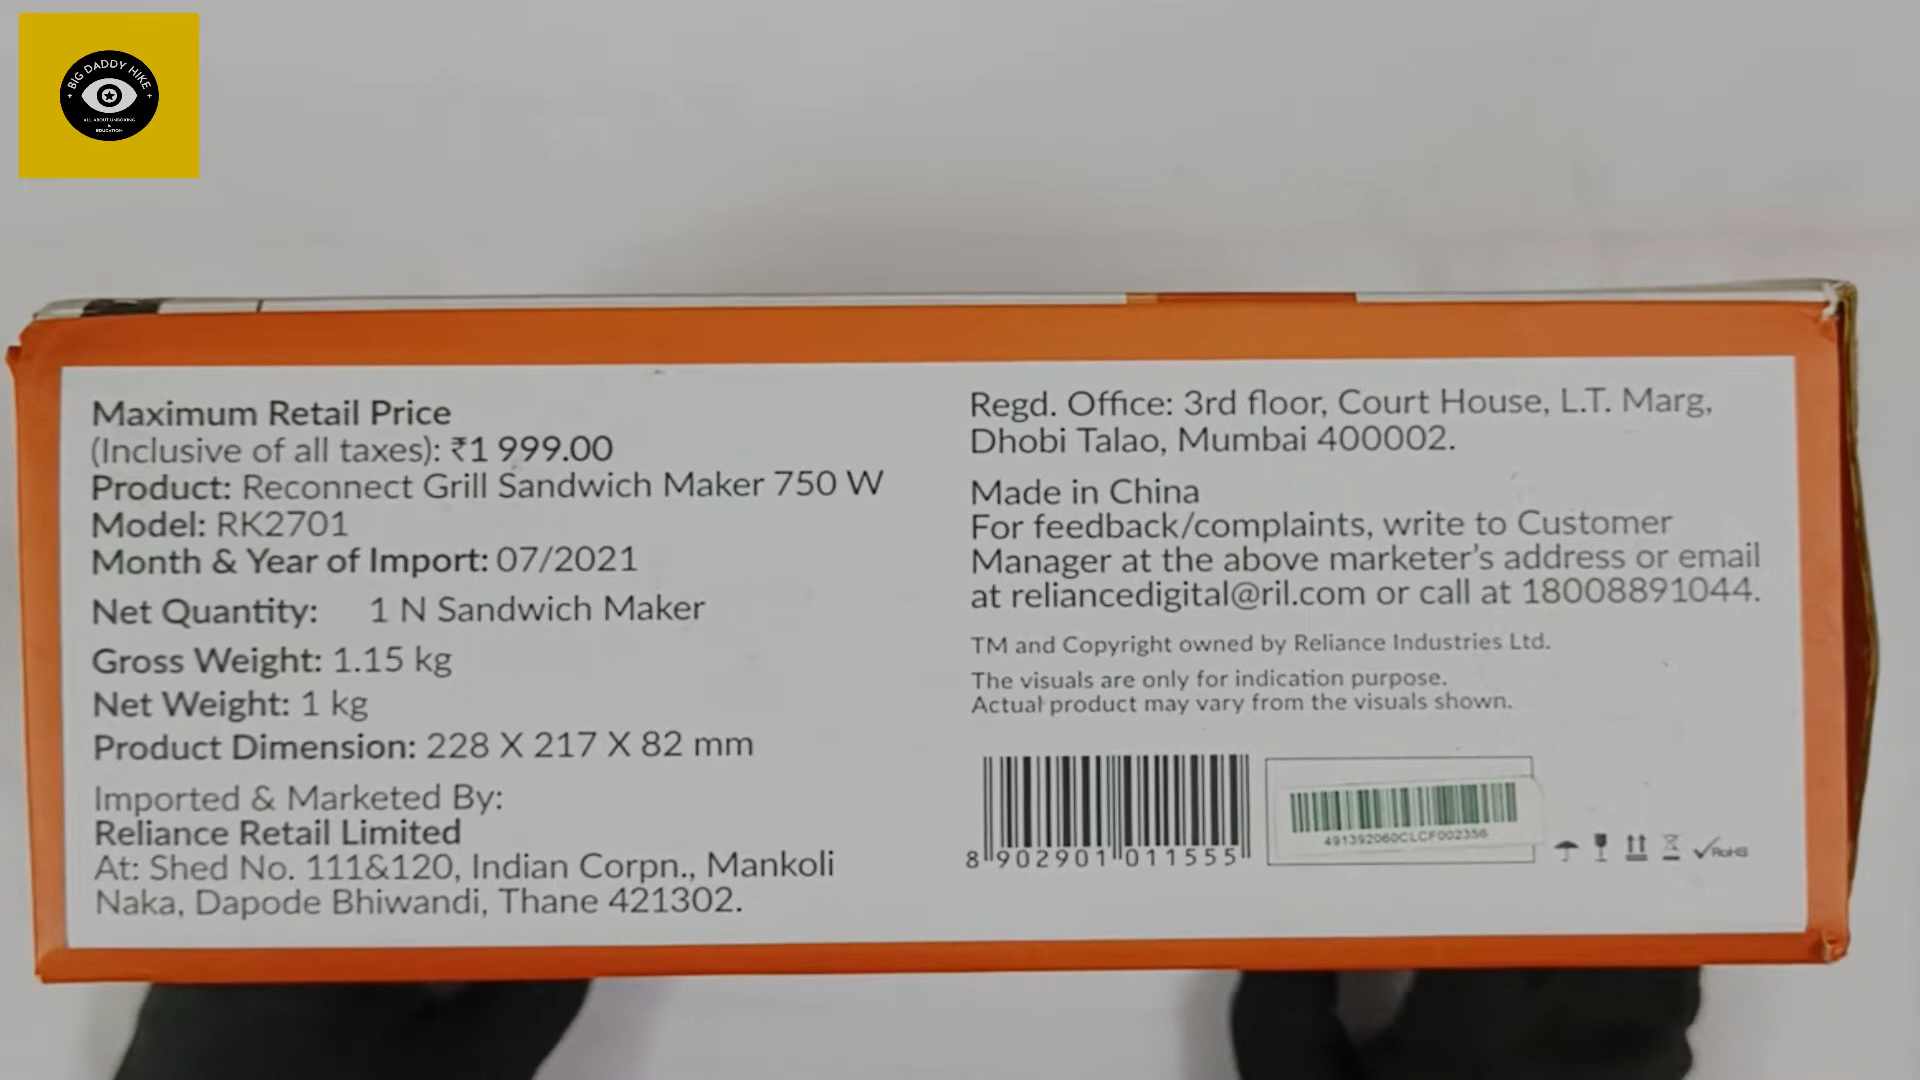 BIG DADDY HIKE
ALL ABOUT UNBOXING
&
EDUCATION
Maximum Retail Price
(Inclusive of all taxes): ₹1 999.00
Product: Reconnect Grill Sandwich Maker 750 W
Model: RK2701
Month & Year of Import: 07/2021
Net Quantity: 1 N Sandwich Maker
Gross Weight: 1.15 kg
Net Weight: 1 kg
Product Dimension: 228 X 217 X 82 mm
Imported & Marketed By:
Reliance Retail Limited
At: Shed No. 111&120, Indian Corpn., Mankoli
Naka, Dapode Bhiwandi, Thane 421302.
Regd. Office: 3rd floor, Court House, L.T. Marg,
Dhobi Talao, Mumbai 400002.
Made in China
For feedback/complaints, write to Customer
Manager at the above marketer's address or email
at reliancedigital@ril.com or call at 18008891044.
TM and Copyright owned by Reliance Industries Ltd.
The visuals are only for indication purpose.
Actual product may vary from the visuals shown.
8 902901 011555
491392060CLCF002356
RoHS